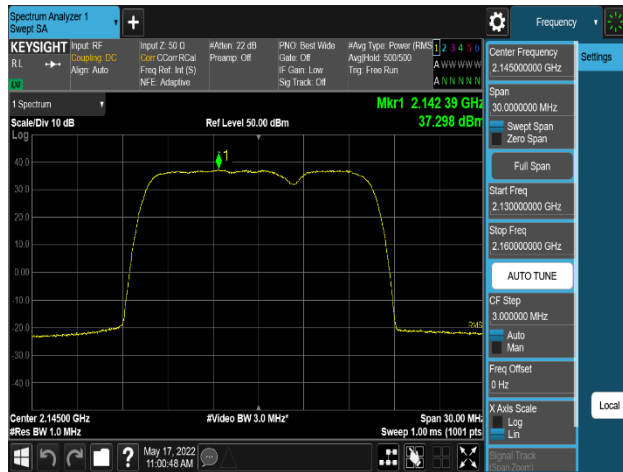 Spectrum Analyzer 1
Swept SA
Frequency
KEYSIGHT
RL
Input: RF
Coupling: DC
Align: Auto
Input Z: 50 Ω
Corr CCorr RCal
Freq Ref: Int (S)
NFE: Adaptive
#Atten: 22 dB
Preamp: Off
PNO: Best Wide
Gate: Off
IF Gain: Low
Sig Track: Off
#Avg Type: Power (RMS
Avg|Hold: 500/500
Trig: Free Run
1 2 3 4 5 6
A W W W W W
A N N N N N
1 Spectrum
Scale/Div 10 dB
Log
Ref Level 50.00 dBm
Mkr1 2.142 39 GHz
37.298 dBm
1
40.0
30.0
20.0
10.0
0.00
-10.0
-20.0
-30.0
-40.0
RMS
Center 2.14500 GHz
#Res BW 1.0 MHz
#Video BW 3.0 MHz*
Span 30.00 MHz
Sweep 1.00 ms (1001 pts
Center Frequency
2.145000000 GHz
Settings
Span
30.0000000 MHz
Swept Span
Zero Span
Full Span
Start Freq
2.130000000 GHz
Stop Freq
2.160000000 GHz
AUTO TUNE
CF Step
3.000000 MHz
Auto
Man
Freq Offset
0 Hz
X Axis Scale
Log
Lin
Local
Signal Track
(Span Zoom)
?
May 17, 2022
11:00:48 AM